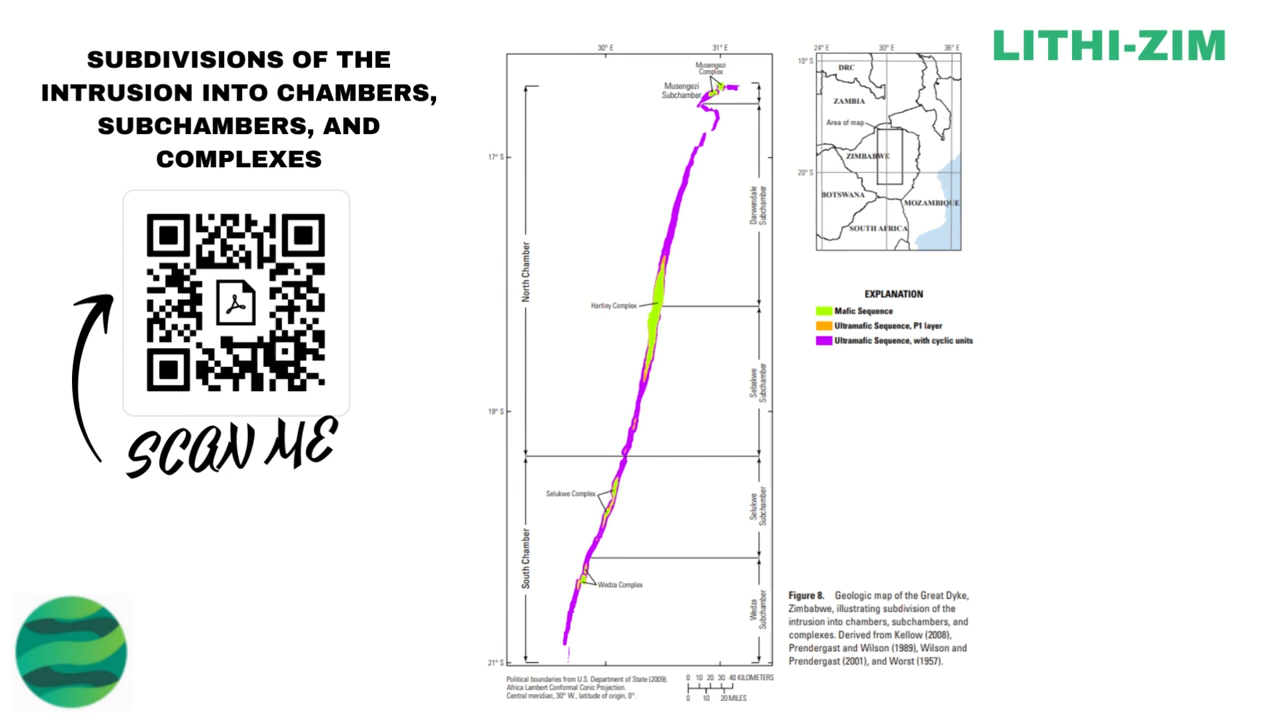 SUBDIVISIONS OF THE
INTRUSION INTO CHAMBERS,
SUBCHAMBERS, AND
COMPLEXES
SCAN ME
LITHI-ZIM
30° E
31° E
17° S
19° S
21° S
Musengezi
Complex
Musengezi
Subchamber
North Chamber
Darwendale
Subchamber
Hartley Complex
Sebakwe
Subchamber
Selukwe Complex
Selukwe
Subchamber
South Chamber
Wedza Complex
Wedza
Subchamber
Political boundaries from U.S. Department of State (2009).
Africa Lambert Conformal Conic Projection.
Central meridian, 30° W., latitude of origin, 0°.
0 10 20 30 40 KILOMETERS
0 10 20 MILES
24° E
30° E
36° E
10° S
20° S
DRC
ZAMBIA
Area of map
ZIMBABWE
BOTSWANA
MOZAMBIQUE
SOUTH AFRICA
EXPLANATION
Mafic Sequence
Ultramafic Sequence, P1 layer
Ultramafic Sequence, with cyclic units
Figure 8. Geologic map of the Great Dyke,
Zimbabwe, illustrating subdivision of the
intrusion into chambers, subchambers, and
complexes. Derived from Kellow (2008),
Prendergast and Wilson (1989), Wilson and
Prendergast (2001), and Worst (1957).